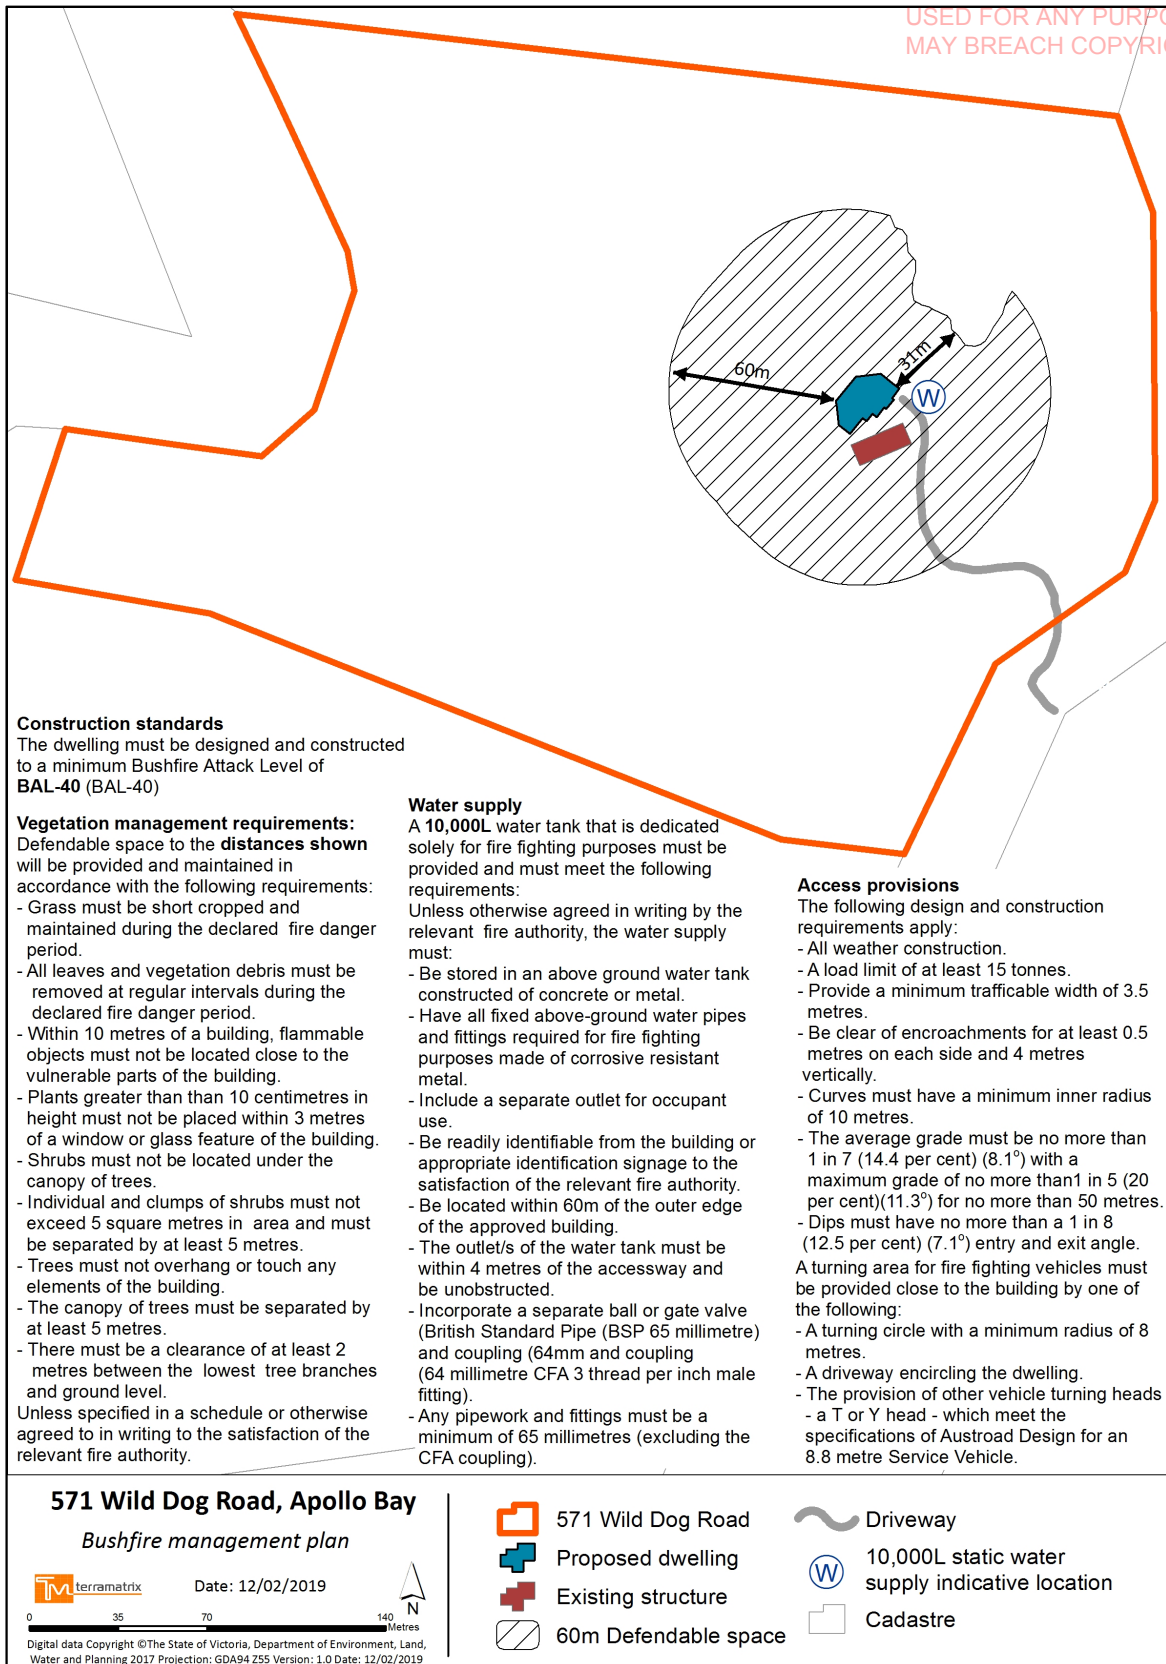 USED FOR ANY
MAY BREACH
60m
31m
W
Construction standards
The dwelling must be designed and constructed
to a minimum Bushfire Attack Level of
BAL-40 (BAL-40)
Vegetation management requirements:
Defendable space to the distances shown
will be provided and maintained in
accordance with the following requirements:
- Grass must be short cropped and
maintained during the declared fire danger
period.
- All leaves and vegetation debris must be
removed at regular intervals during the
declared fire danger period.
- Within 10 metres of a building, flammable
objects must not be located close to the
vulnerable parts of the building.
- Plants greater than than 10 centimetres in
height must not be placed within 3 metres
of a window or glass feature of the building.
- Shrubs must not be located under the
canopy of trees.
- Individual and clumps of shrubs must not
exceed 5 square metres in area and must
be separated by at least 5 metres.
- Trees must not overhang or touch any
elements of the building.
- The canopy of trees must be separated by
at least 5 metres.
- There must be a clearance of at least 2
metres between the lowest tree branches
and ground level.
Unless specified in a schedule or otherwise
agreed to in writing to the satisfaction of the
relevant fire authority.
Water supply
A 10,000L water tank that is dedicated
solely for fire fighting purposes must be
provided and must meet the following
requirements:
Unless otherwise agreed in writing by the
relevant fire authority, the water supply
must:
- Be stored in an above ground water tank
constructed of concrete or metal.
- Have all fixed above-ground water pipes
and fittings required for fire fighting
purposes made of corrosive resistant
metal.
- Include a separate outlet for occupant
use.
- Be readily identifiable from the building or
appropriate identification signage to the
satisfaction of the relevant fire authority.
- Be located within 60m of the outer edge
of the approved building.
- The outlet/s of the water tank must be
within 4 metres of the accessway and
be unobstructed.
- Incorporate a separate ball or gate valve
(British Standard Pipe (BSP 65 millimetre)
and coupling (64mm and coupling
(64 millimetre CFA 3 thread per inch male
fitting).
- Any pipework and fittings must be a
minimum of 65 millimetres (excluding the
CFA coupling).
Access provisions
The following design and construction
requirements apply:
- All weather construction.
- A load limit of at least 15 tonnes.
- Provide a minimum trafficable width of 3.5
metres.
- Be clear of encroachments for at least 0.5
metres on each side and 4 metres
vertically.
- Curves must have a minimum inner radius
of 10 metres.
- The average grade must be no more than
1 in 7 (14.4 per cent) (8.1°) with a
maximum grade of no more than1 in 5 (20
per cent)(11.3°) for no more than 50 metres.
- Dips must have no more than a 1 in 8
(12.5 per cent) (7.1°) entry and exit angle.
A turning area for fire fighting vehicles must
be provided close to the building by one of
the following:
- A turning circle with a minimum radius of 8
metres.
- A driveway encircling the dwelling.
- The provision of other vehicle turning heads
- a T or Y head - which meet the
specifications of Austroad Design for an
8.8 metre Service Vehicle.
571 Wild Dog Road, Apollo Bay
Bushfire management plan
TM terramatrix
Date: 12/02/2019
N
0 35 70 140
Metres
Digital data Copyright ©The State of Victoria, Department of Environment, Land,
Water and Planning 2017 Projection: GDA94 Z55 Version: 1.0 Date: 12/02/2019
571 Wild Dog Road
Proposed dwelling
Existing structure
60m Defendable space
Driveway
W
10,000L static water
supply indicative location
Cadastre